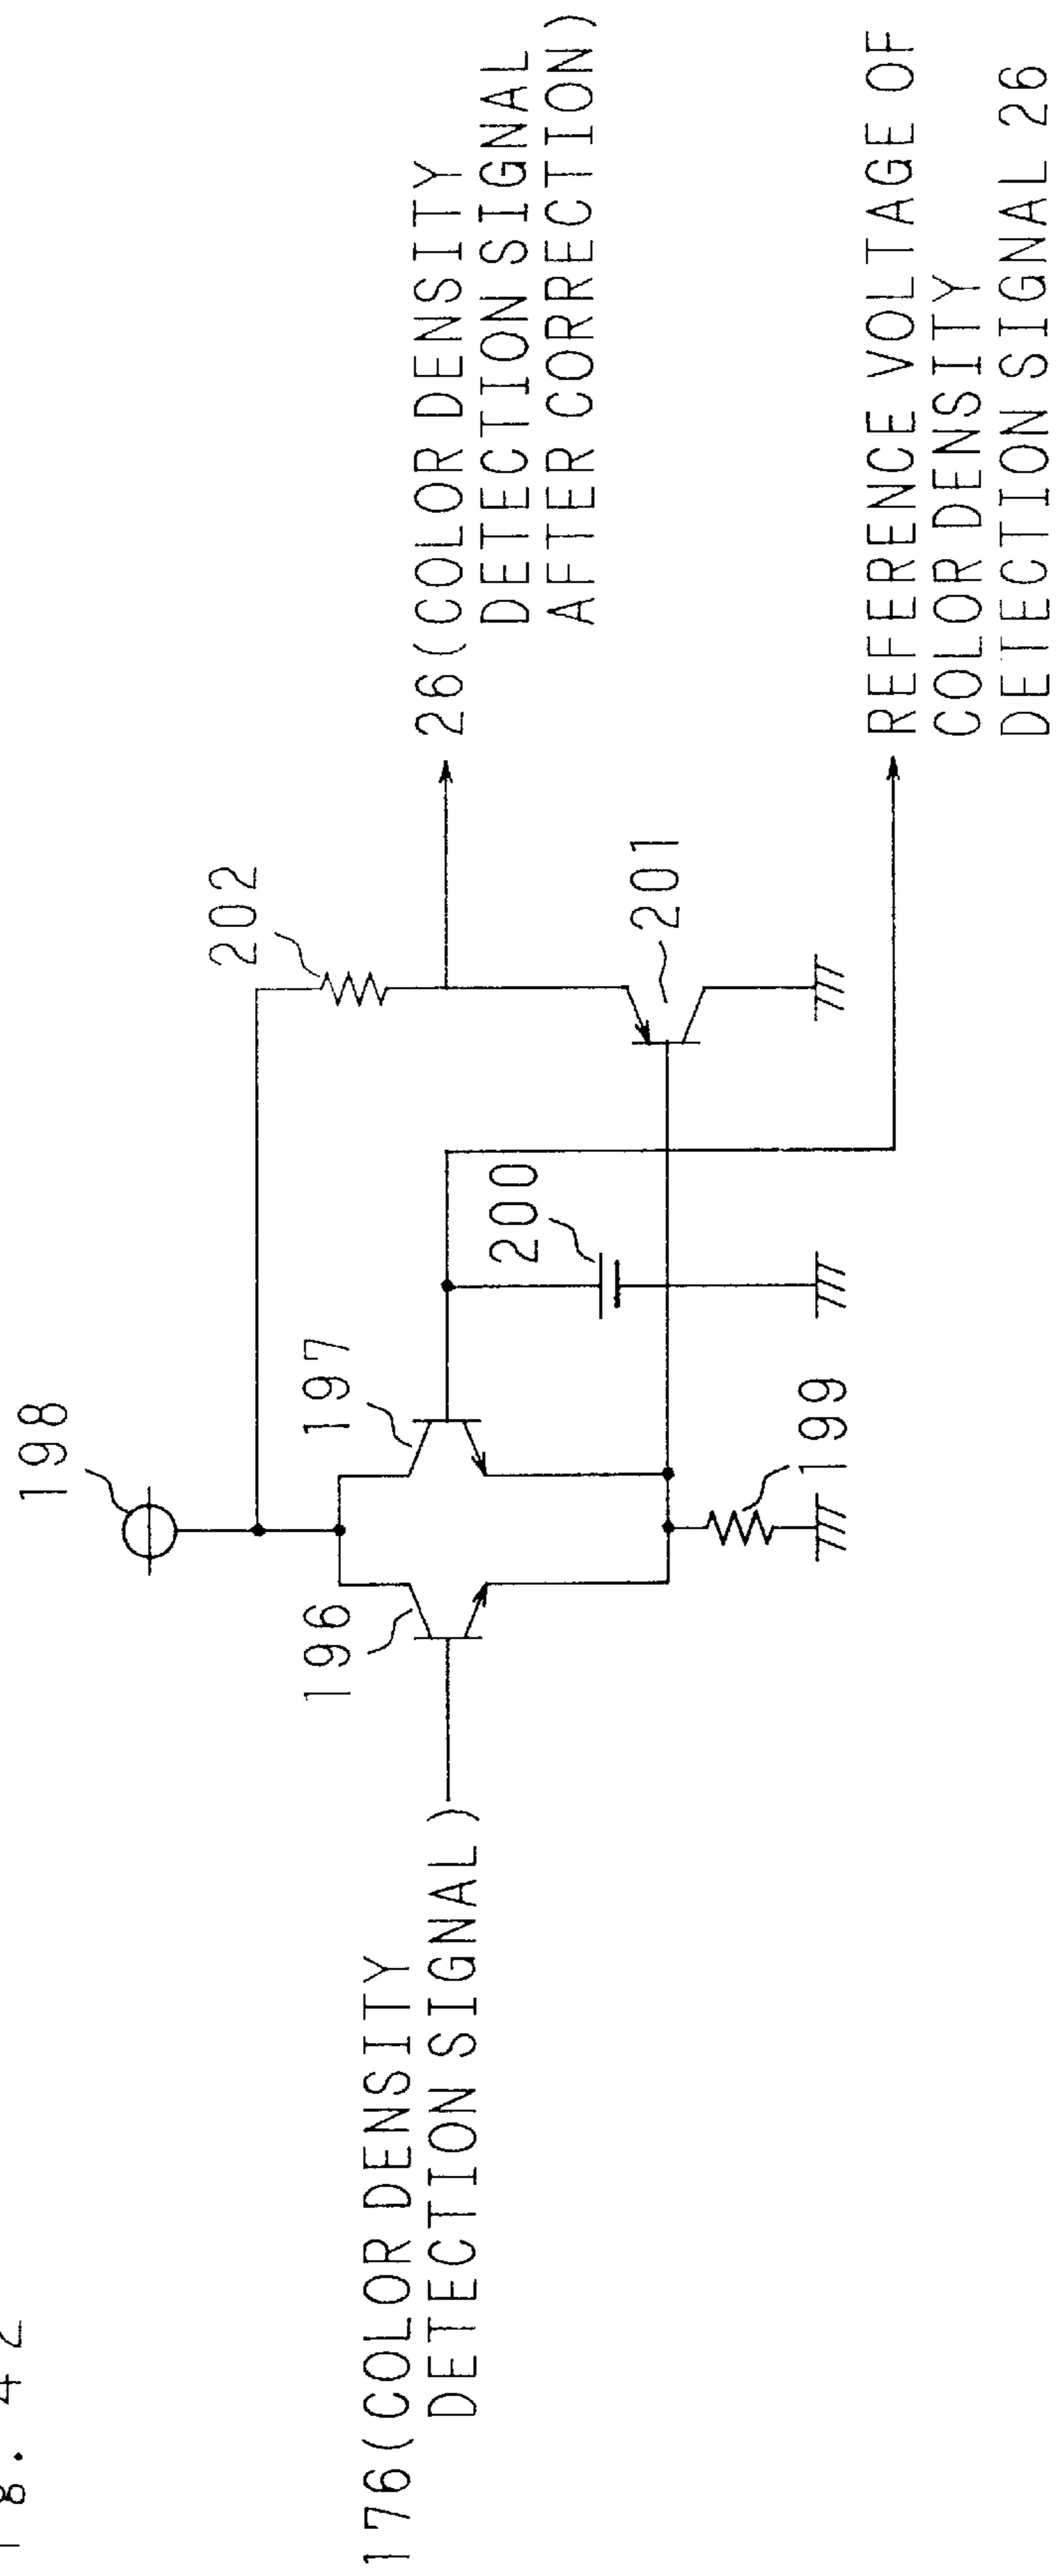 198
202
196
197
176(COLOR DENSITY
DETECTION SIGNAL)
200
199
201
26(COLOR DENSITY
DETECTION SIGNAL
AFTER CORRECTION)
REFERENCE VOLTAGE OF
COLOR DENSITY
DETECTION SIGNAL 26